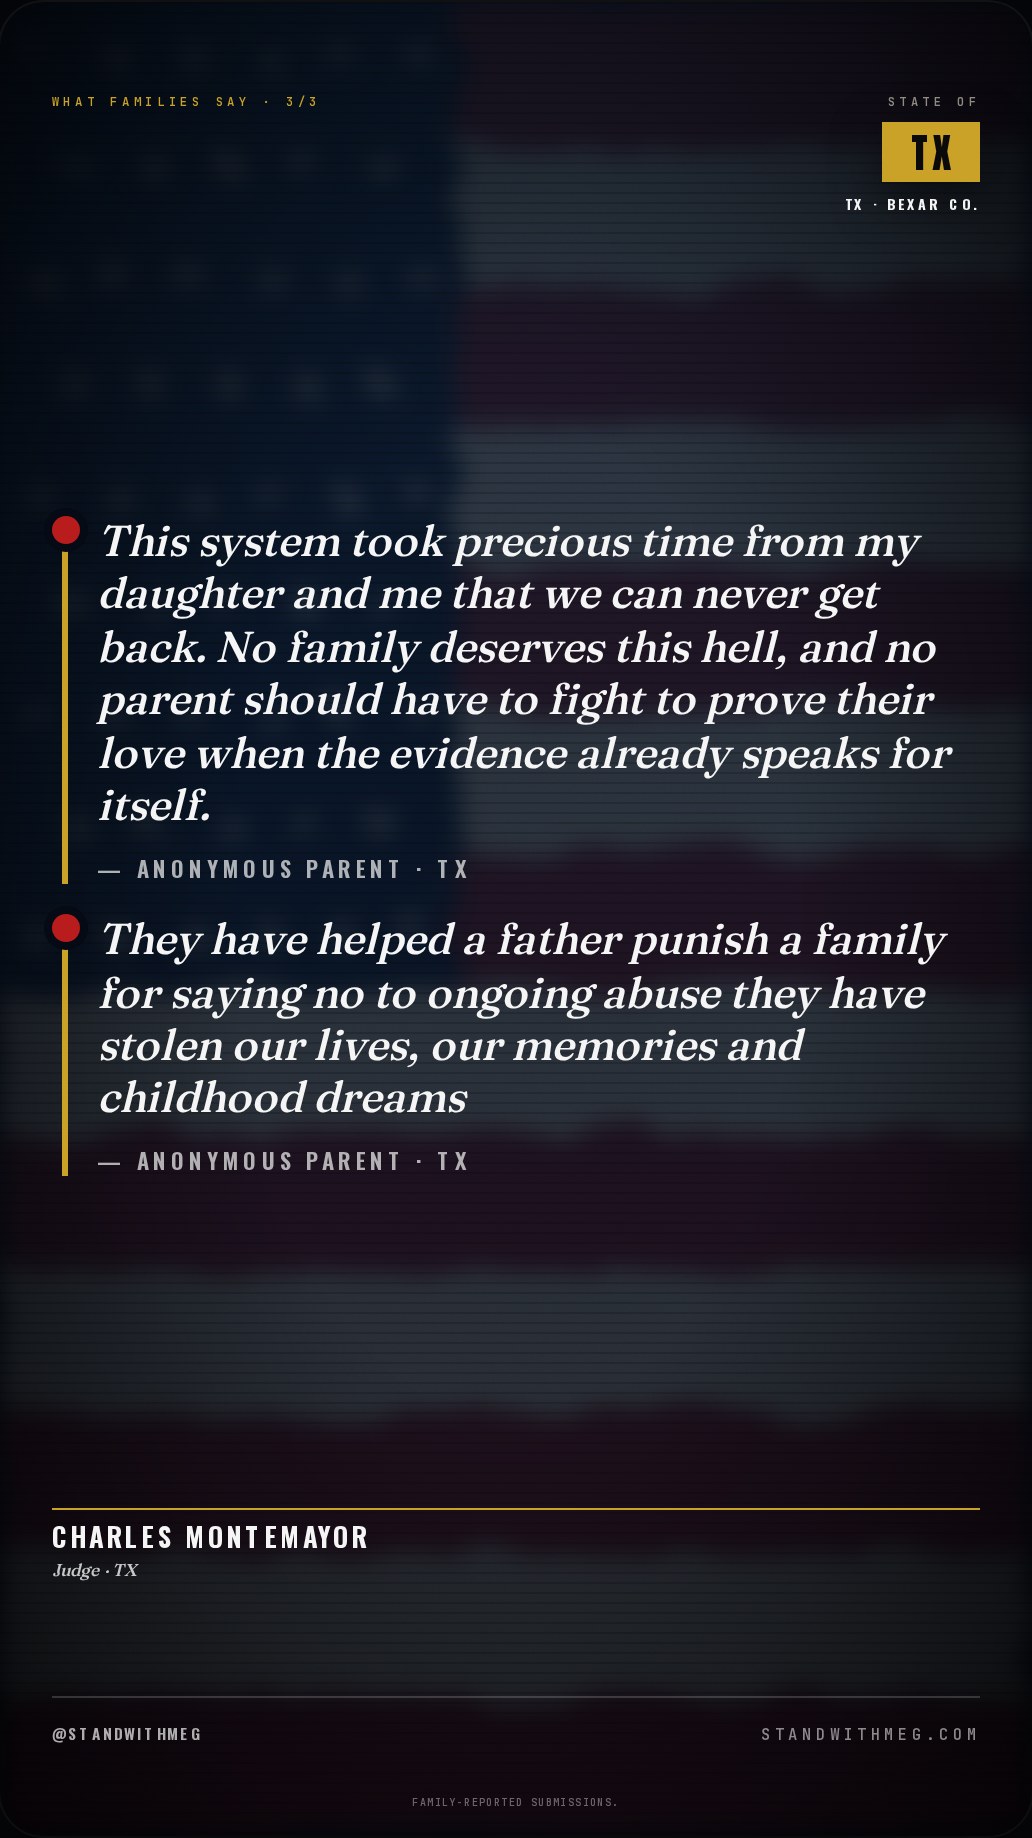 WHAT FAMILIES SAY · 3/3
STATE OF
TX
TX · BEXAR CO.
This system took precious time from my
daughter and me that we can never get
back. No family deserves this hell, and no
parent should have to fight to prove their
love when the evidence already speaks for
itself.
— ANONYMOUS PARENT · TX
They have helped a father punish a family
for saying no to ongoing abuse they have
stolen our lives, our memories and
childhood dreams
— ANONYMOUS PARENT · TX
CHARLES MONTEMAYOR
Judge · TX
@STANDWITHMEG
STANDWITHMEG.COM
FAMILY-REPORTED SUBMISSIONS.